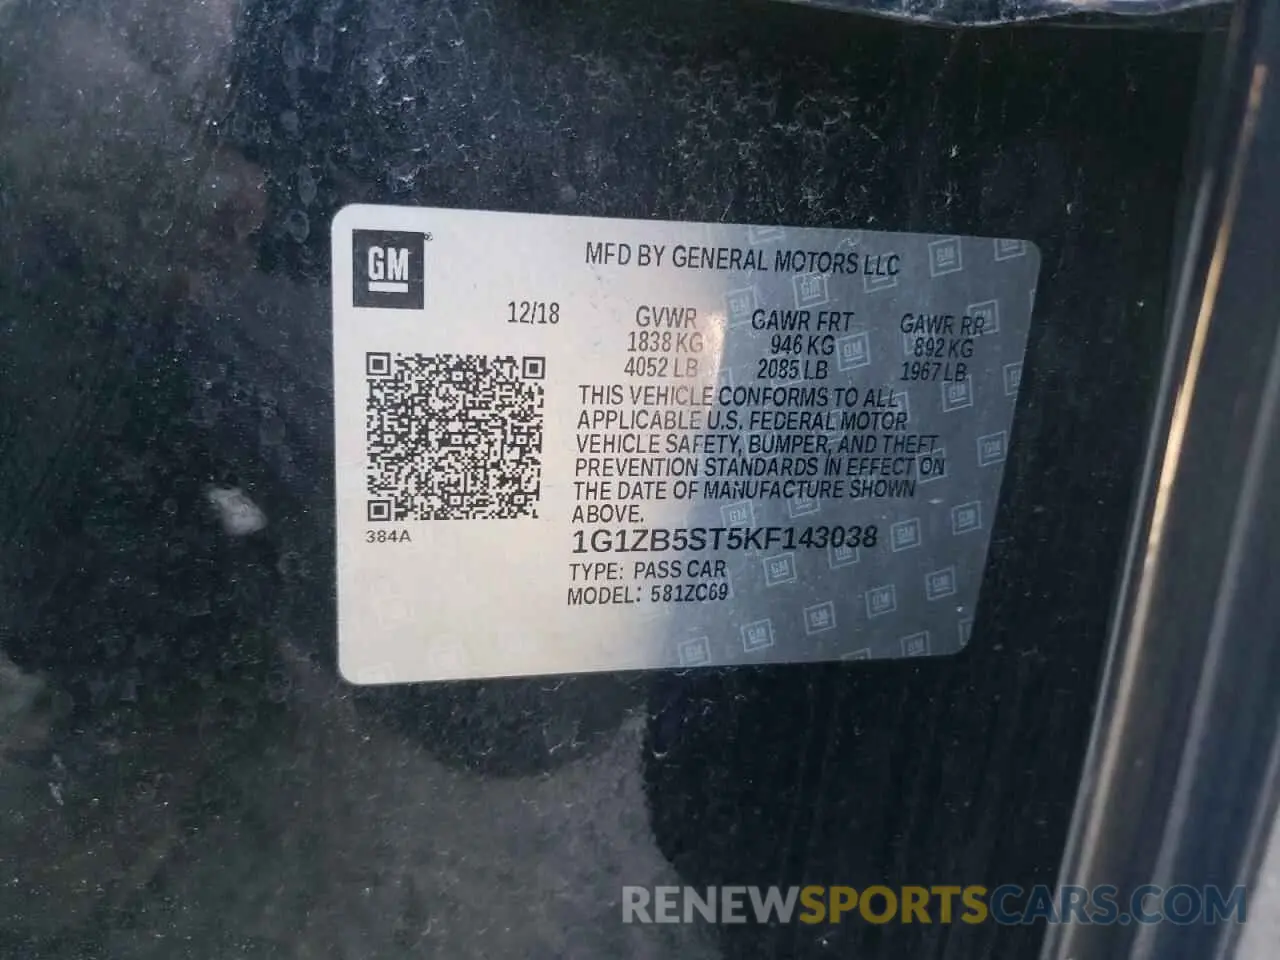 GM
MFD BY GENERAL MOTORS LLC
12/18 GVWR GAWR FRT GAWR RR
1838 KG 946 KG 892 KG
4052 LB 2085 LB 1967 LB
THIS VEHICLE CONFORMS TO ALL
APPLICABLE U.S. FEDERAL MOTOR
VEHICLE SAFETY, BUMPER, AND THEFT
PREVENTION STANDARDS IN EFFECT ON
THE DATE OF MANUFACTURE SHOWN
ABOVE.
384A
1G1ZB5ST5KF143038
TYPE: PASS CAR
MODEL: 581ZC69
RENEWSPORTSCARS.COM